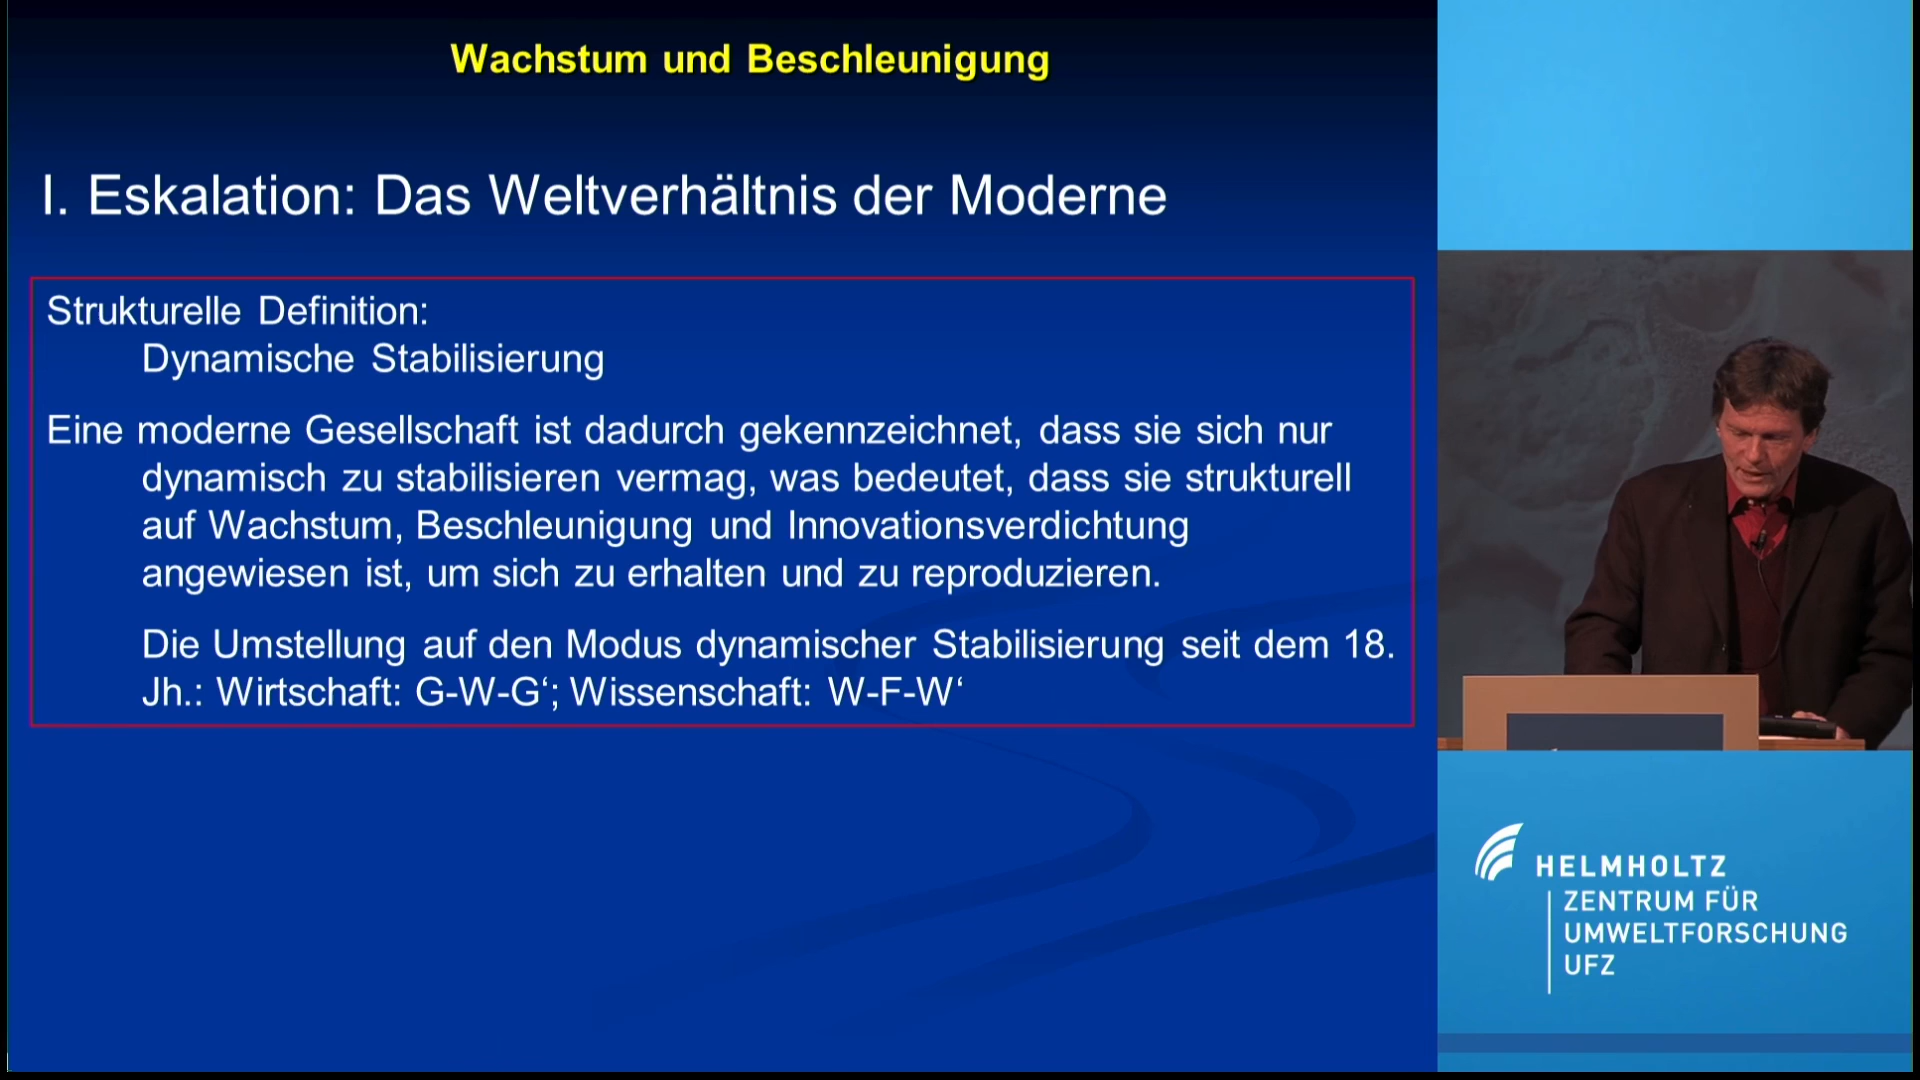 Wachstum und Beschleunigung
I. Eskalation: Das Weltverhältnis der Moderne
Strukturelle Definition:
Dynamische Stabilisierung
Eine moderne Gesellschaft ist dadurch gekennzeichnet, dass sie sich nur
dynamisch zu stabilisieren vermag, was bedeutet, dass sie strukturell
auf Wachstum, Beschleunigung und Innovationsverdichtung
angewiesen ist, um sich zu erhalten und zu reproduzieren.
Die Umstellung auf den Modus dynamischer Stabilisierung seit dem 18.
Jh.: Wirtschaft: G-W-G‘; Wissenschaft: W-F-W‘
HELMHOLTZ
ZENTRUM FÜR
UMWELTFORSCHUNG
UFZ